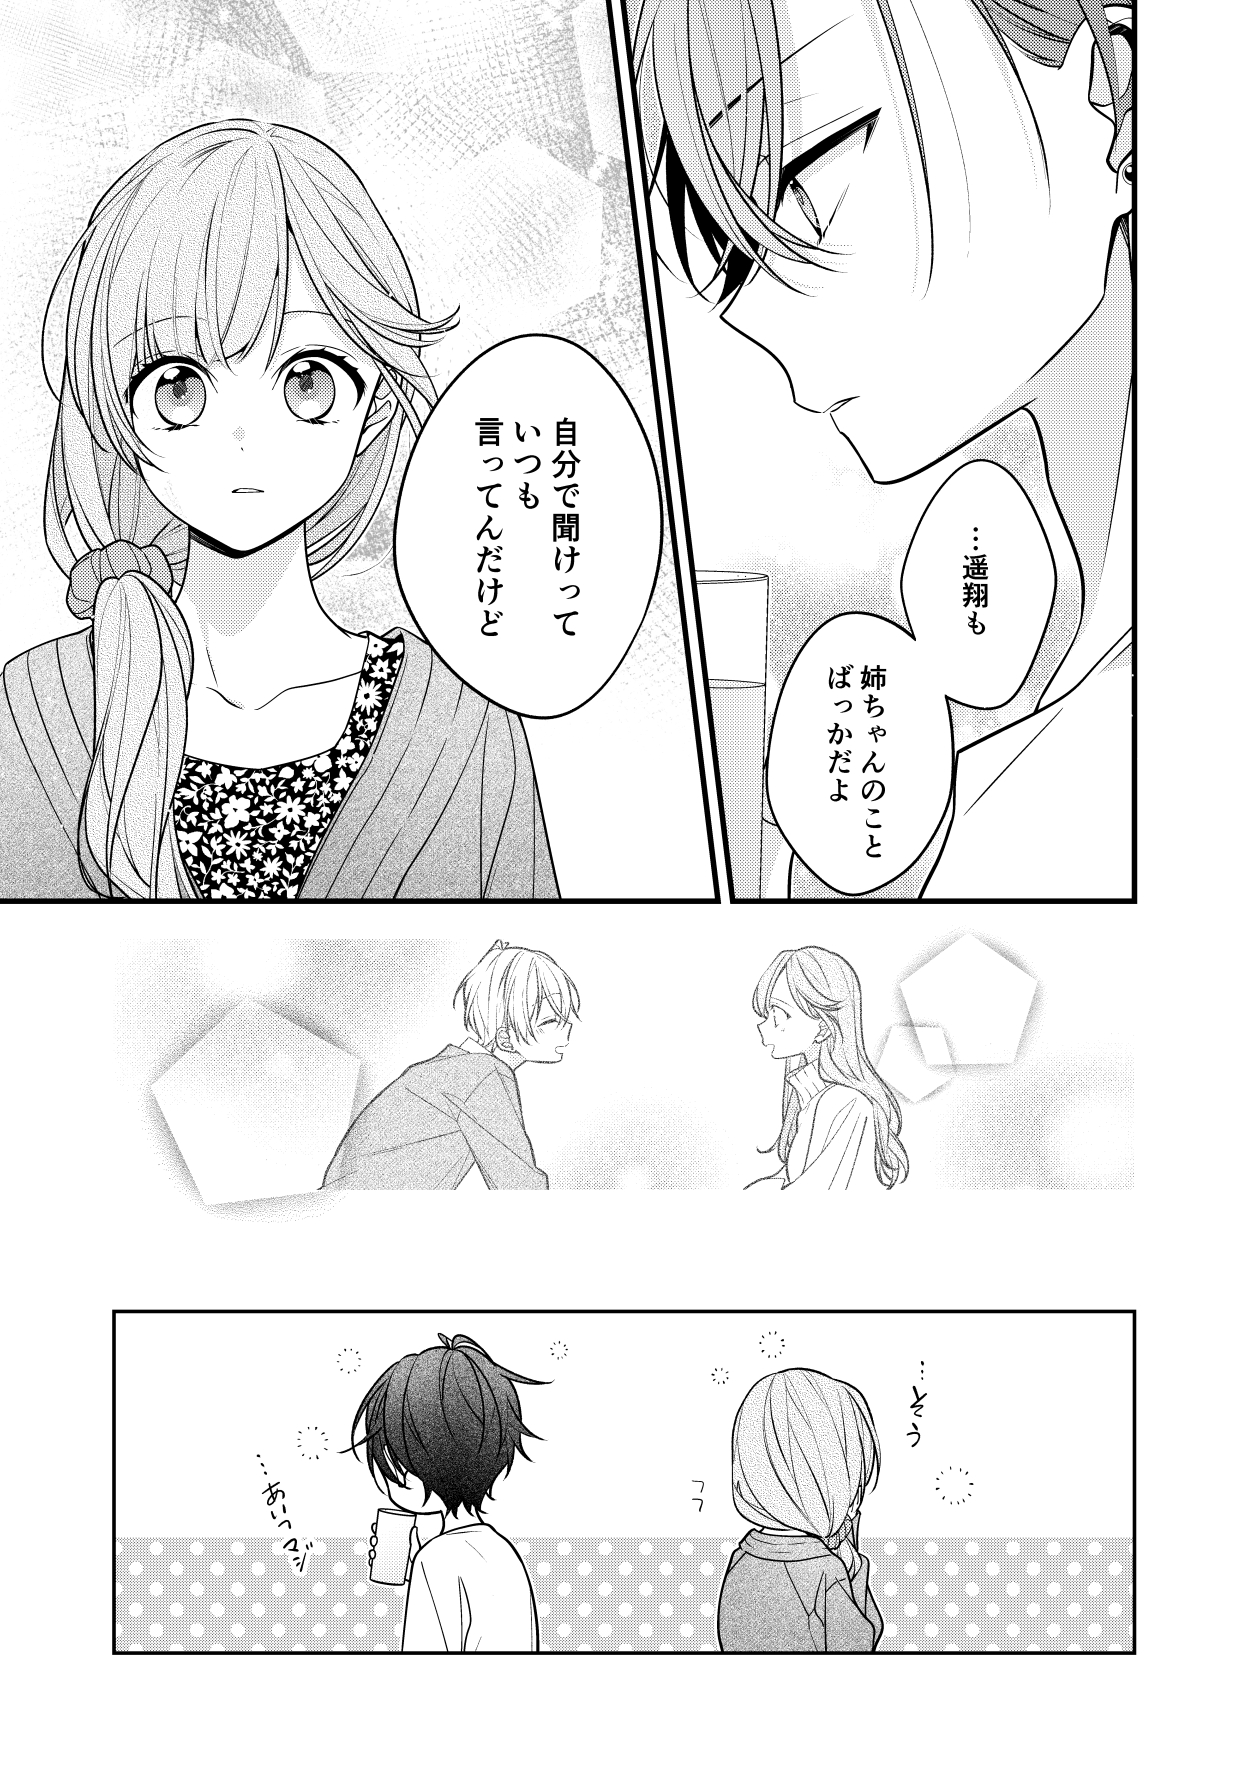 …遥翔も
姉ちゃんのこと
ばっかだよ
自分で聞けって
いつも
言ってんだけど
…そう
フフ
…あいつマジ